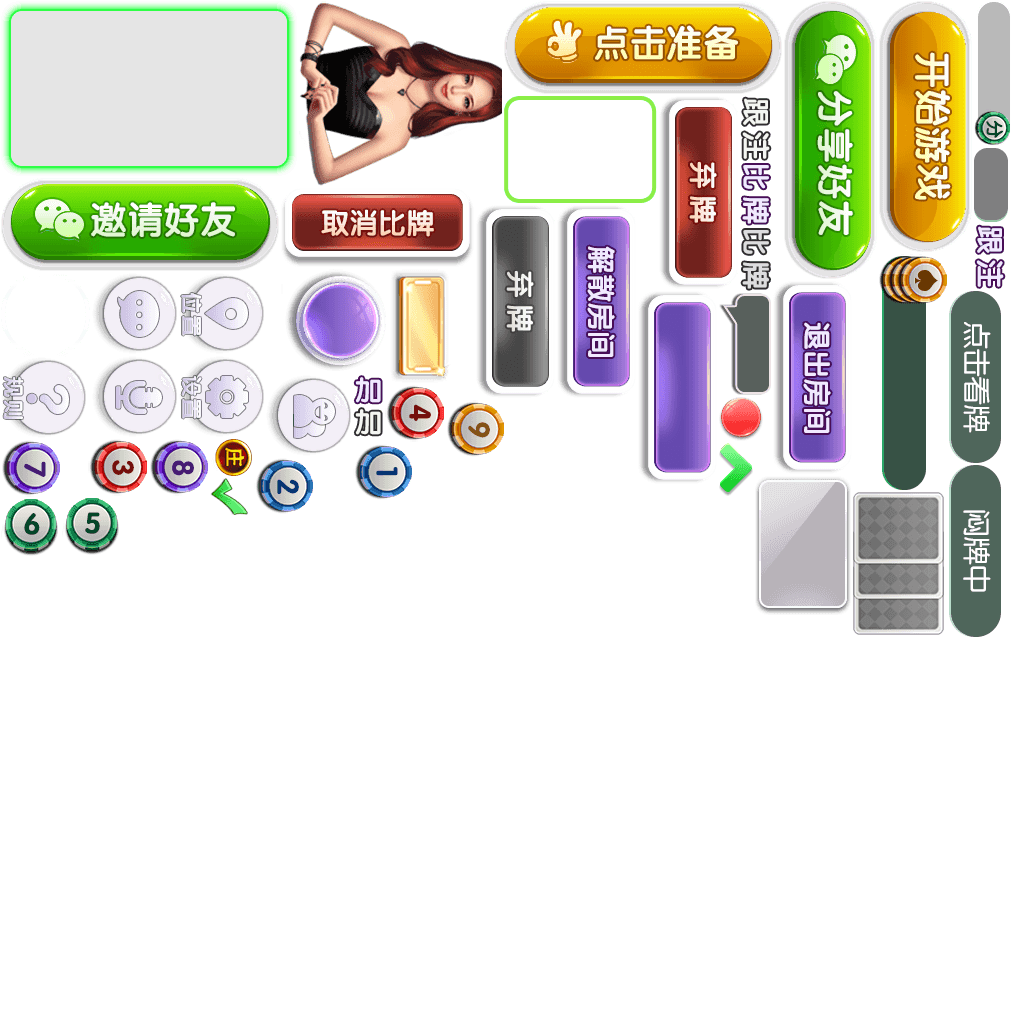 点击准备
分享好友
开始游戏
分
跟注比牌比牌
弃牌
邀请好友
取消比牌
弃牌
解散房间
跟注
位置
退出房间
点击看牌
规则
设置
加
加
4
9
7
3
8
庄
2
1
6
5
闷牌中